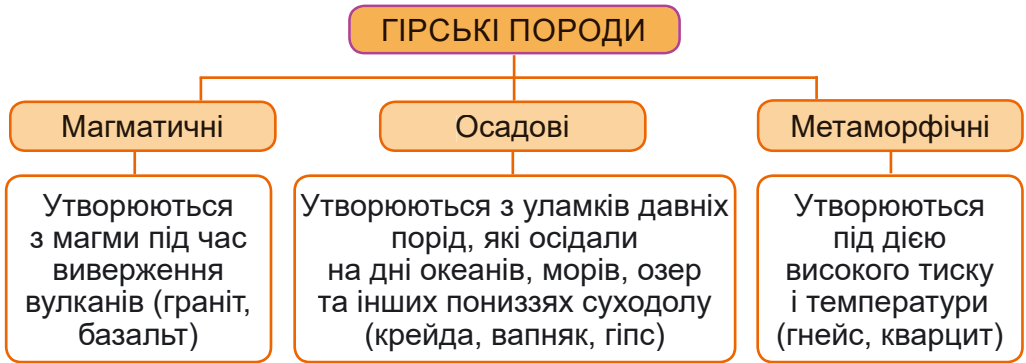 ГІРСЬКІ ПОРОДИ
Магматичні
Утворюються
з магми під час
виверження
вулканів (граніт,
базальт)
Осадові
Утворюються з уламків давніх
порід, які осідали
на дні океанів, морів, озер
та інших пониззях суходолу
(крейда, вапняк, гіпс)
Метаморфічні
Утворюються
під дією
високого тиску
і температури
(гнейс, кварцит)